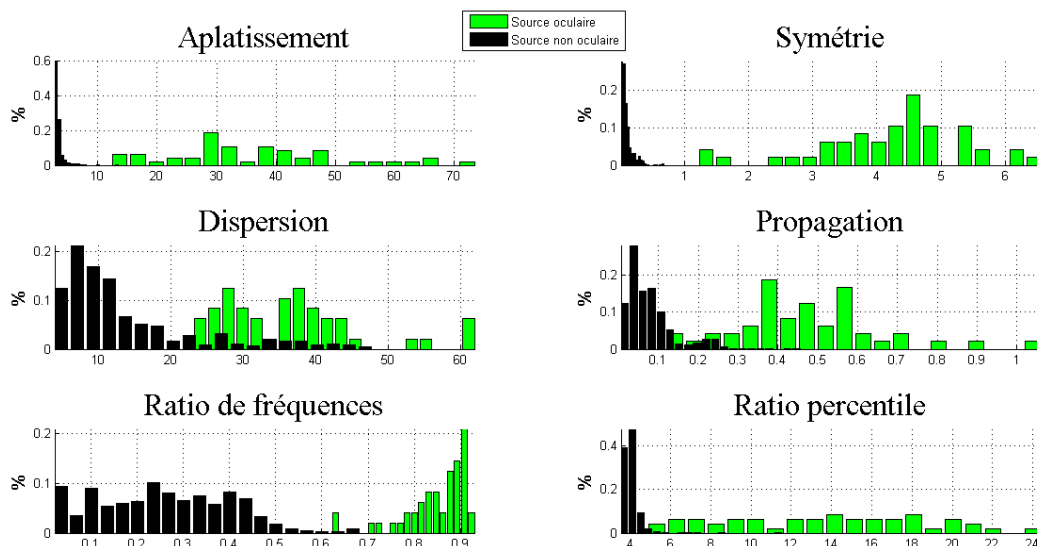 Source oculaire
Source non oculaire
Aplatissement
Symétrie
%
0.6
0.4
0.2
0
10 20 30 40 50 60 70
%
0.2
0.1
0
1 2 3 4 5 6
Dispersion
Propagation
%
0.2
0.1
0
10 20 30 40 50 60
%
0.2
0.1
0
0.1 0.2 0.3 0.4 0.5 0.6 0.7 0.8 0.9 1
Ratio de fréquences
Ratio percentile
%
0.2
0.1
0
0.1 0.2 0.3 0.4 0.5 0.6 0.7 0.8 0.9
%
0.4
0.2
0
4 6 8 10 12 14 16 18 20 22 24